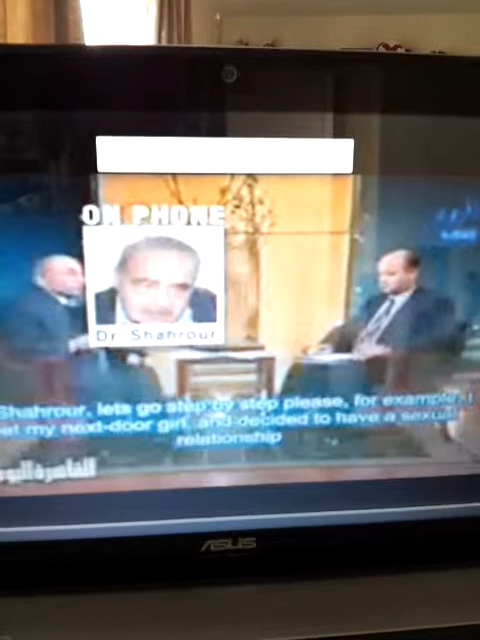 ON PHONE
Dr. Shahrour
Shahrour, lets go step by step please, for example, I
my next-door girl, and decided to have a sexual
relationship
القاهرة اليوم
ASUS